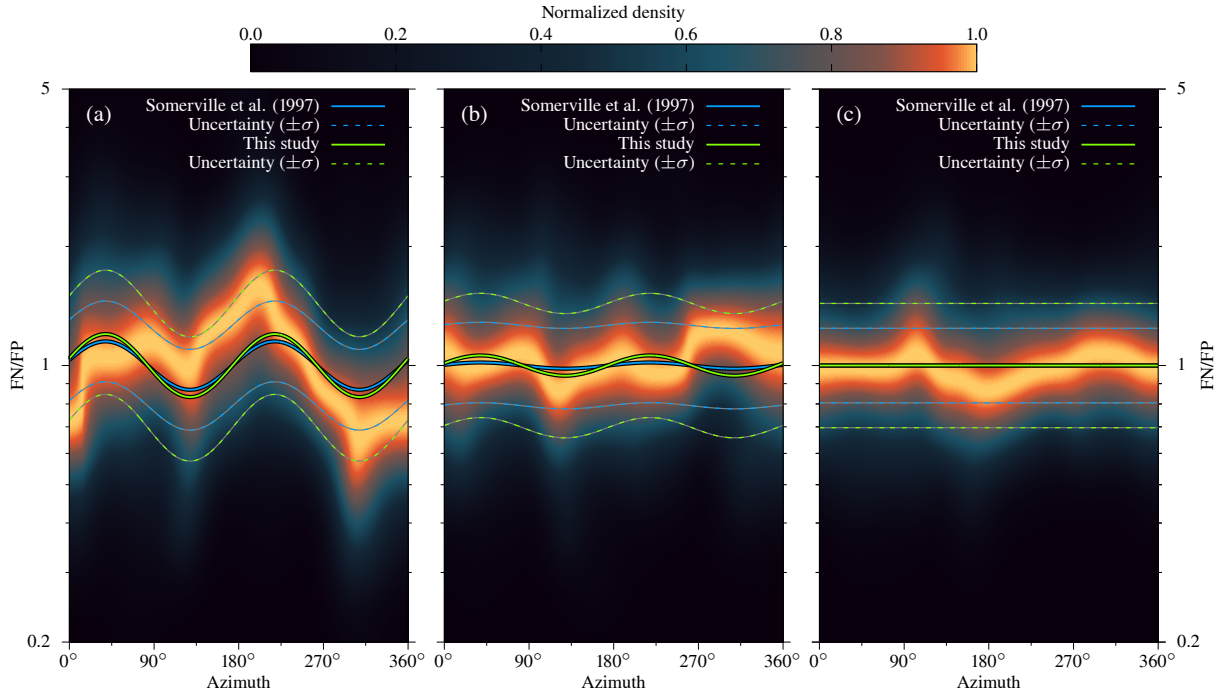 Normalized density
0.0 0.2 0.4 0.6 0.8 1.0
(a)
Somerville et al. (1997)
Uncertainty (±σ)
This study
Uncertainty (±σ)
(b)
Somerville et al. (1997)
Uncertainty (±σ)
This study
Uncertainty (±σ)
(c)
Somerville et al. (1997)
Uncertainty (±σ)
This study
Uncertainty (±σ)
5
1
0.2
FN/FP
5
1
0.2
FN/FP
0° 90° 180° 270° 360°
0° 90° 180° 270° 360°
0° 90° 180° 270° 360°
Azimuth
Azimuth
Azimuth